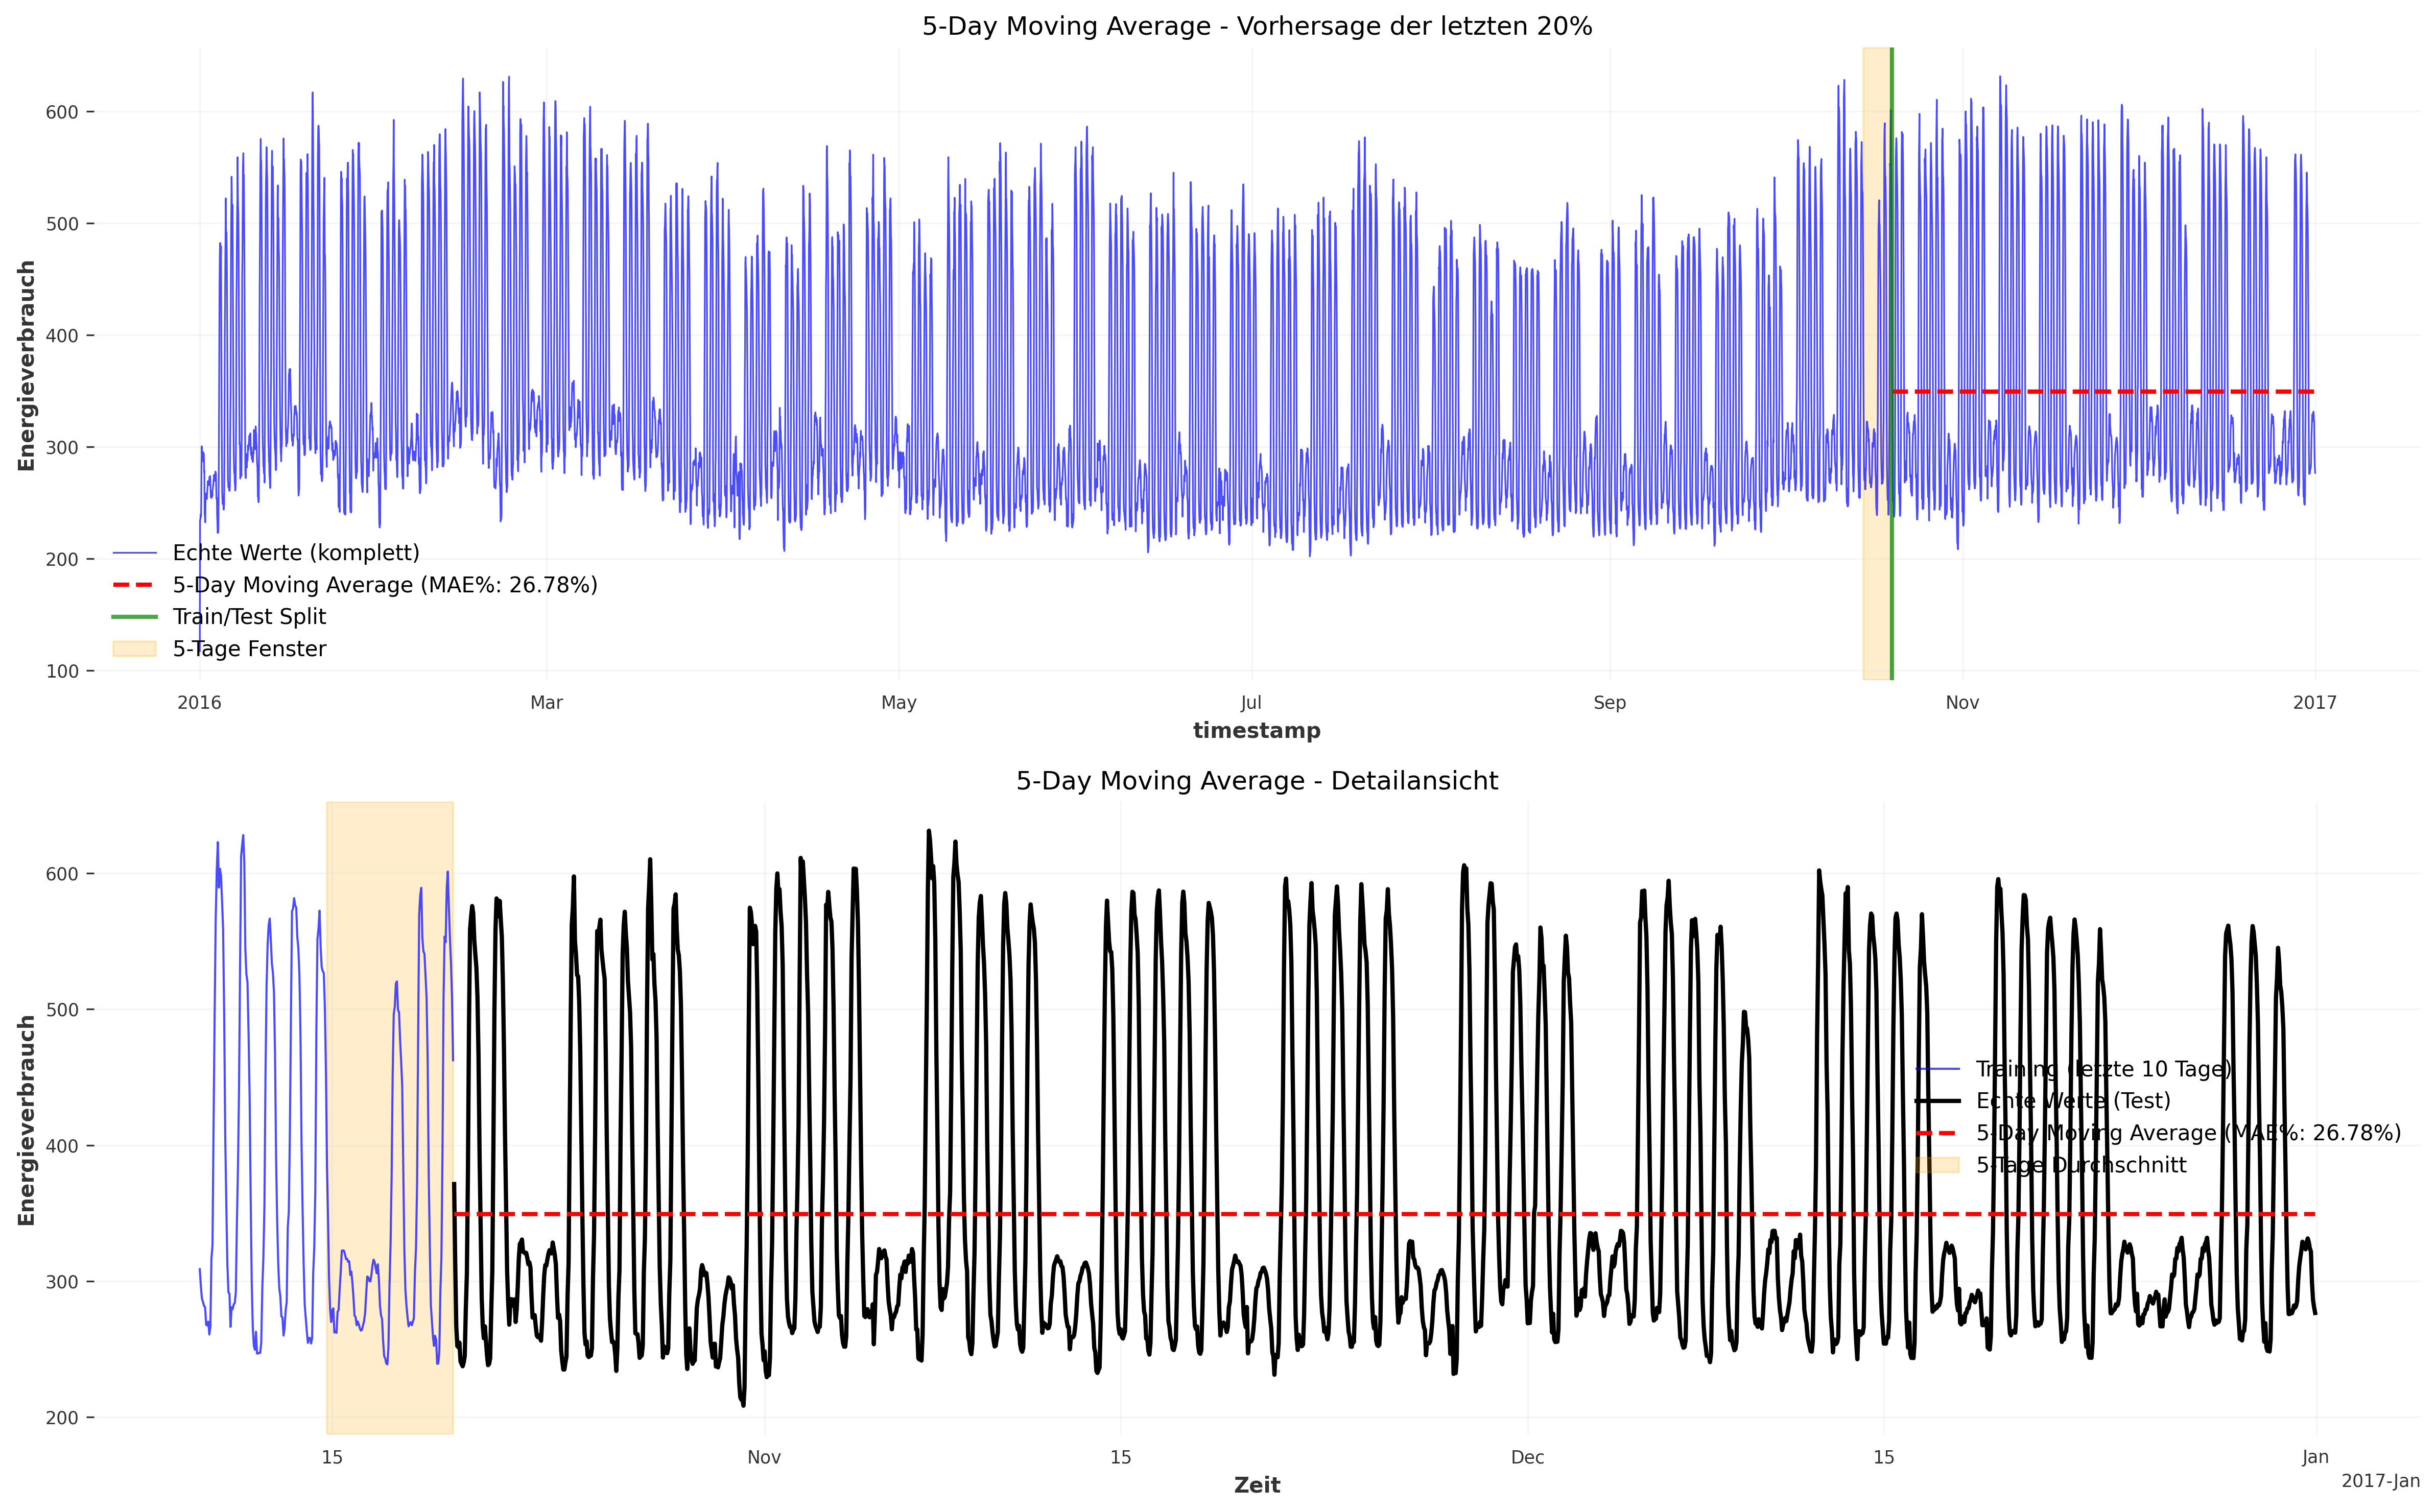 5-Day Moving Average - Vorhersage der letzten 20%
Energieverbrauch
600
500
400
300
200
100
Echte Werte (komplett)
5-Day Moving Average (MAE%: 26.78%)
Train/Test Split
5-Tage Fenster
2016
Mar
May
Jul
Sep
Nov
2017
timestamp
5-Day Moving Average - Detailansicht
Energieverbrauch
600
500
400
300
200
Training (letzte 10 Tage)
Echte Werte (Test)
5-Day Moving Average (MAE%: 26.78%)
5-Tage Durchschnitt
15
Nov
15
Dec
15
Jan
2017-Jan
Zeit